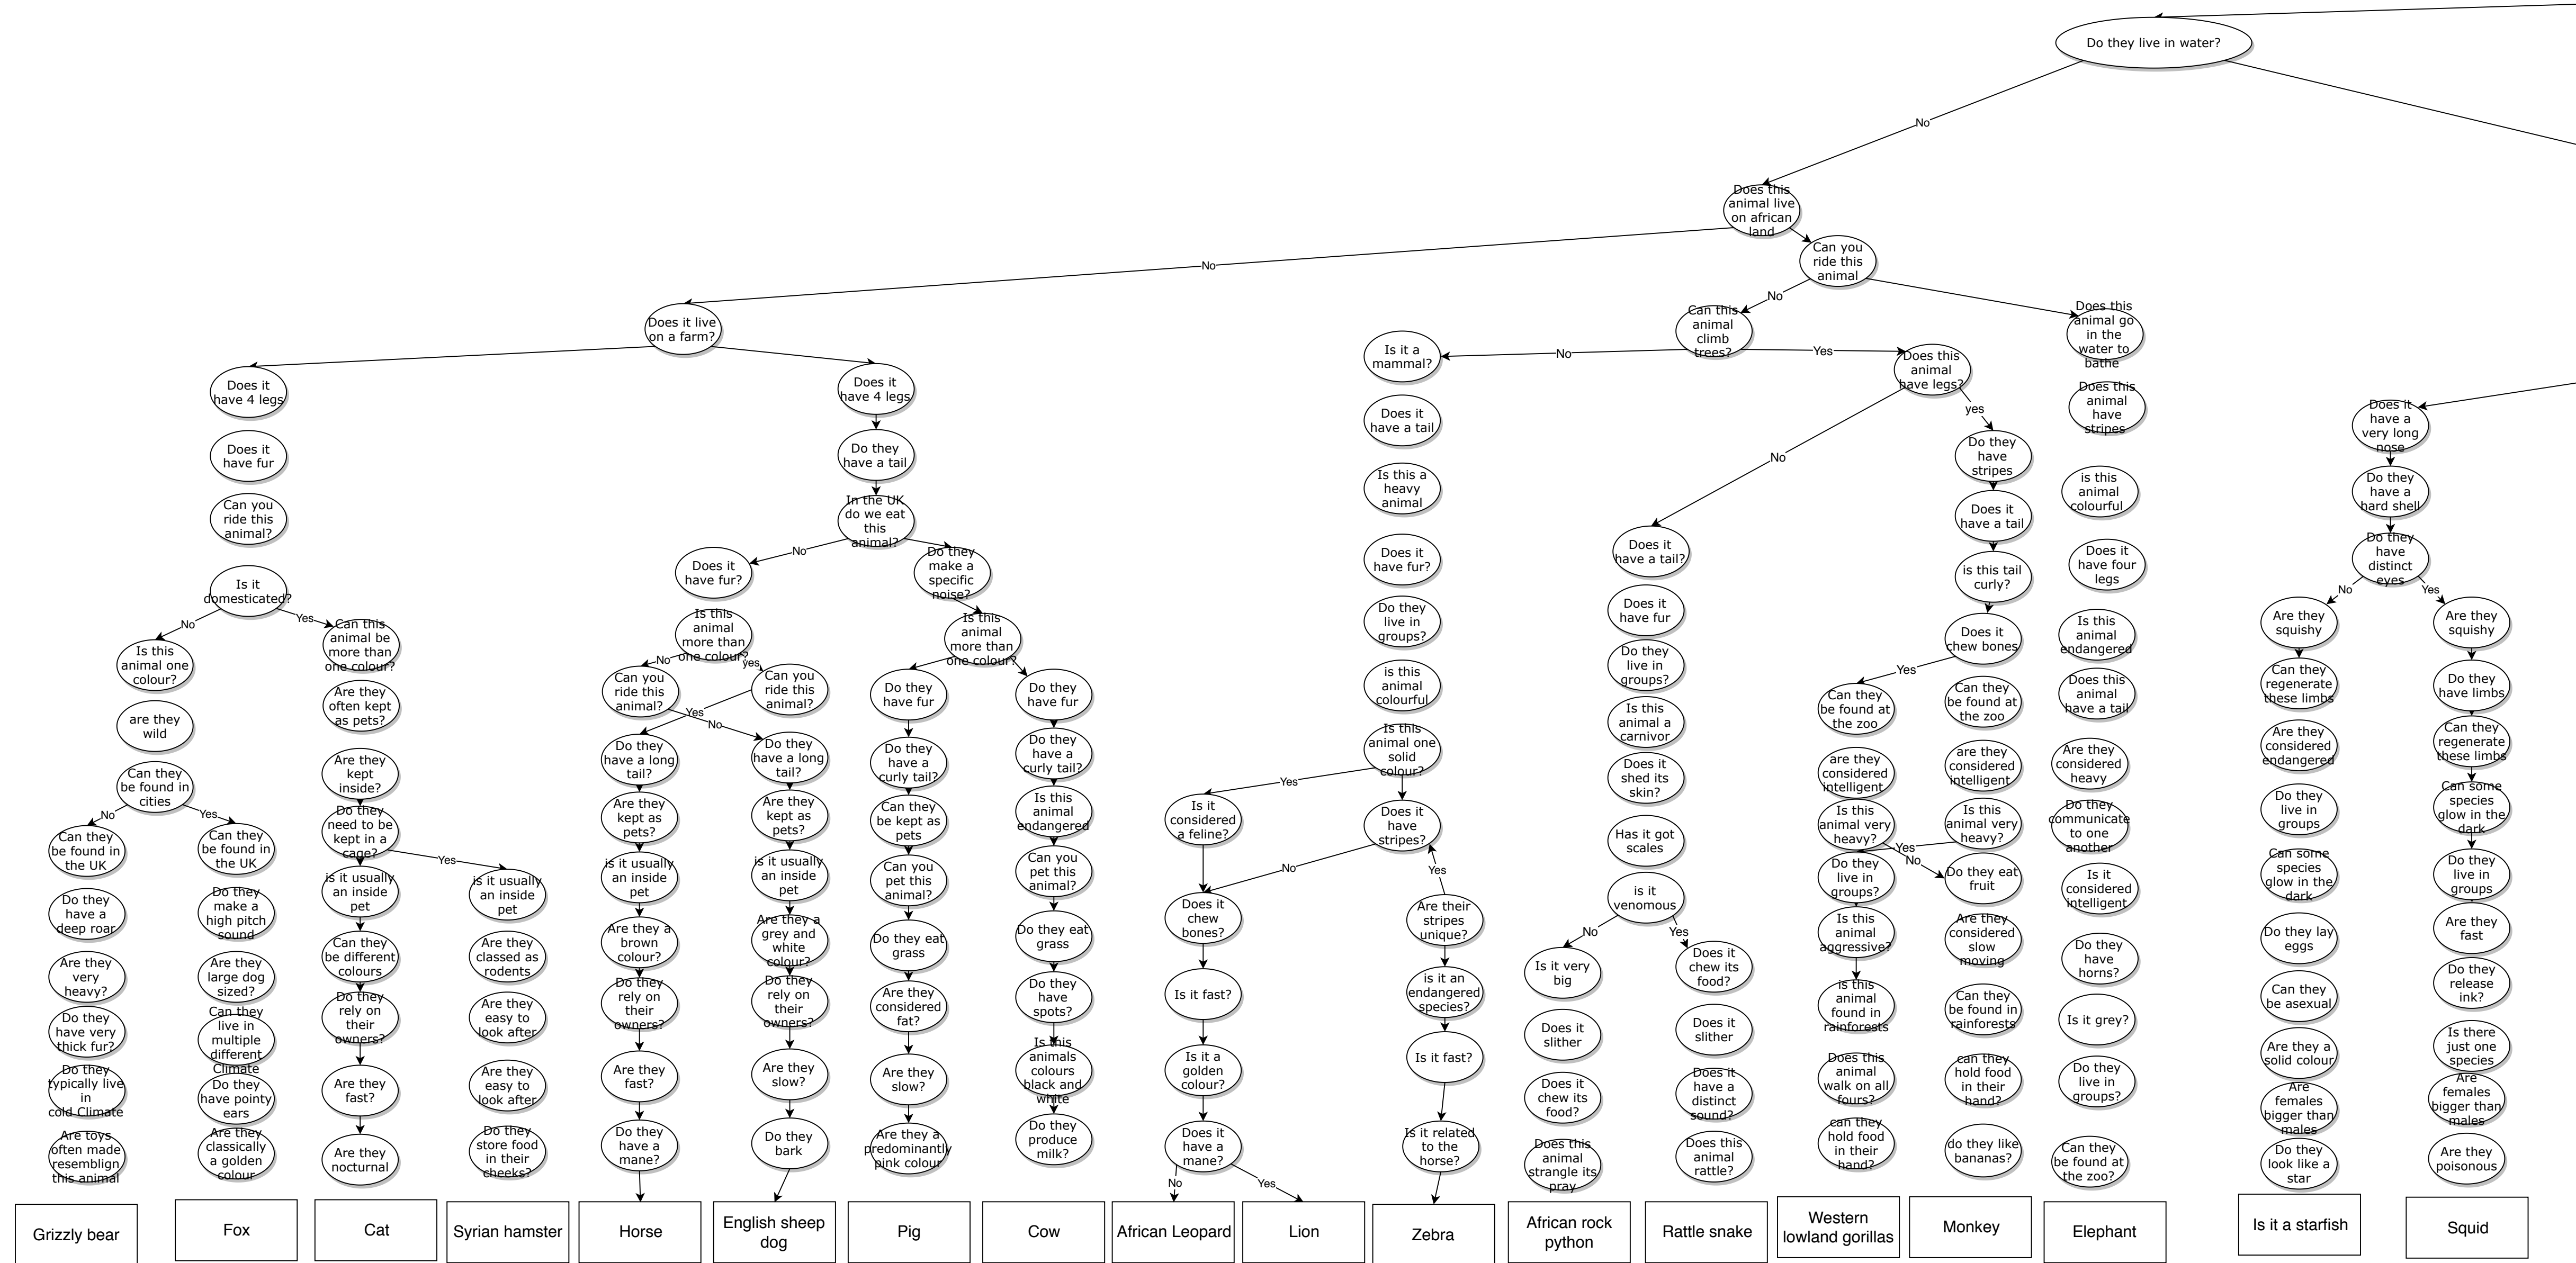 Do they live in water?
No
Does this
animal live
on african
land
No
Can you
ride this
animal
No
Can this
animal
climb
trees?
No
Yes
Does this
animal go
in the
water to
bathe
Does it live
on a farm?
Is it a
mammal?
Does this
animal
have legs?
yes
No
Does it
have 4 legs
Does it
have fur
Can you
ride this
animal?
Is it
domesticated?
No
Yes
Is this
animal one
colour?
are they
wild
Can they
be found in
cities
No
Yes
Can they
be found in
the UK
Do they
have a
deep roar
Are they
very
heavy?
Do they
have very
thick fur?
Do they
typically live
in
cold Climate
Are toys
often made
resemblign
this animal
Grizzly bear
Can they
be found in
the UK
Do they
make a
high pitch
sound
Are they
large dog
sized?
Can they
live in
multiple
different
Climate
Do they
have pointy
ears
Are they
classically
a golden
colour
Fox
Can this
animal be
more than
one colour?
Are they
often kept
as pets?
Are they
kept
inside?
Do they
need to be
kept in a
cage?
Yes
is it usually
an inside
pet
Can they
be different
colours
Do they
rely on
their
owners?
Are they
fast?
Are they
nocturnal
Cat
is it usually
an inside
pet
Are they
classed as
rodents
Are they
easy to
look after
Are they
easy to
look after
Do they
store food
in their
cheeks?
Syrian hamster
Does it
have 4 legs
Do they
have a tail
In the UK
do we eat
this
animal?
No
Does it
have fur?
Is this
animal
more than
one colour?
No
yes
Can you
ride this
animal?
Can you
ride this
animal?
Yes
No
Do they
have a long
tail?
Are they
kept as
pets?
is it usually
an inside
pet
Are they a
brown
colour?
Do they
rely on
their
owners?
Are they
fast?
Do they
have a
mane?
Horse
Do they
have a long
tail?
Are they
kept as
pets?
is it usually
an inside
pet
Are they a
grey and
white
colour?
Do they
rely on
their
owners?
Are they
slow?
Do they
bark
English sheep
dog
Do they
make a
specific
noise?
Is this
animal
more than
one colour?
Do they
have fur
Do they
have a
curly tail?
Can they
be kept as
pets
Can you
pet this
animal?
Do they eat
grass
Are they
considered
fat?
Are they
slow?
Are they a
predominantly
pink colour
Pig
Do they
have fur
Do they
have a
curly tail?
Is this
animal
endangered
Can you
pet this
animal?
Do they eat
grass
Do they
have
spots?
Is this
animals
colours
black and
white
Do they
produce
milk?
Cow
Does it
have a tail
Is this a
heavy
animal
Does it
have fur?
Do they
live in
groups?
is this
animal
colourful
Is this
animal one
solid
colour?
Yes
Is it
considered
a feline?
Does it
have
stripes?
No
Yes
Does it
chew
bones?
Is it fast?
Is it a
golden
colour?
Does it
have a
mane?
No
Yes
African Leopard
Lion
Are their
stripes
unique?
is it an
endangered
species?
Is it fast?
Is it related
to the
horse?
Zebra
Does it
have a tail?
Does it
have fur
Do they
live in
groups?
Is this
animal a
carnivor
Does it
shed its
skin?
Has it got
scales
is it
venomous
No
Yes
Is it very
big
Does it
slither
Does it
chew its
food?
Does this
animal
strangle its
pray
African rock
python
Does it
chew its
food?
Does it
slither
Does it
have a
distinct
sound?
Does this
animal
rattle?
Rattle snake
Do they
have
stripes
Does it
have a tail
is this tail
curly?
Does it
chew bones
Yes
Can they
be found at
the zoo
are they
considered
intelligent
Is this
animal very
heavy?
Yes
No
Do they
live in
groups?
Is this
animal
aggressive?
is this
animal
found in
rainforests
Does this
animal
walk on all
fours?
can they
hold food
in their
hand?
Western
lowland gorillas
Can they
be found at
the zoo
are they
considered
intelligent
Is this
animal very
heavy?
Do they eat
fruit
Are they
considered
slow
moving
Can they
be found in
rainforests
can they
hold food
in their
hand?
do they like
bananas?
Monkey
Does this
animal
have
stripes
is this
animal
colourful
Does it
have four
legs
Is this
animal
endangered
Does this
animal
have a tail
Are they
considered
heavy
Do they
communicate
to one
another
Is it
considered
intelligent
Do they
have
horns?
Is it grey?
Do they
live in
groups?
Can they
be found at
the zoo?
Elephant
Does it
have a
very long
nose
Do they
have a
hard shell
Do they
have
distinct
eyes
No
Yes
Are they
squishy
Can they
regenerate
these limbs
Are they
considered
endangered
Do they
live in
groups
Can some
species
glow in the
dark
Do they lay
eggs
Can they
be asexual
Are they a
solid colour
Are
females
bigger than
males
Do they
look like a
star
Is it a starfish
Are they
squishy
Do they
have limbs
Can they
regenerate
these limbs
Can some
species
glow in the
dark
Do they
live in
groups
Are they
fast
Do they
release
ink?
Is there
just one
species
Are
females
bigger than
males
Are they
poisonous
Squid